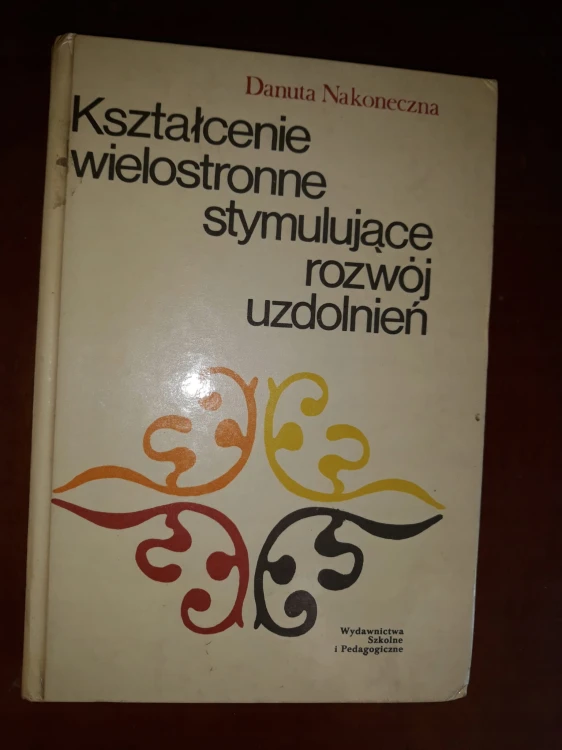 Danuta Nakoneczna
Kształcenie
wielostronne
stymulujące
rozwój
uzdolnień
Wydawnictwa
Szkolne
i Pedagogiczne